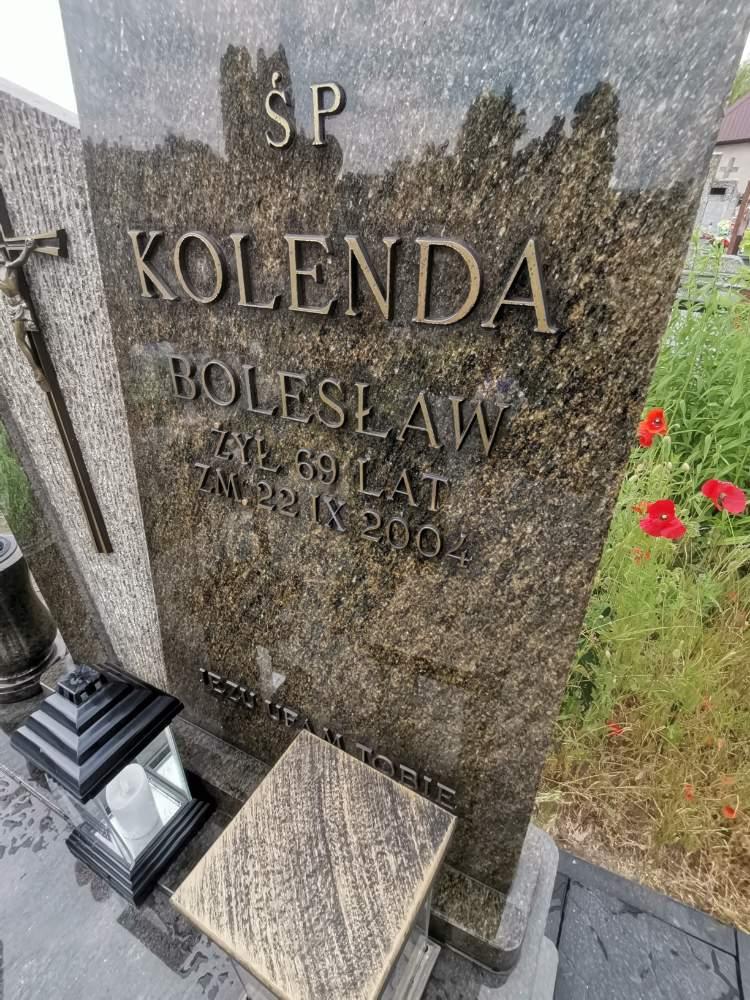 ŚP
KOLENDA
BOLESŁAW
ŻYŁ 69 LAT
ZM. 22 IX 2004
JEZU UFAM TOBIE